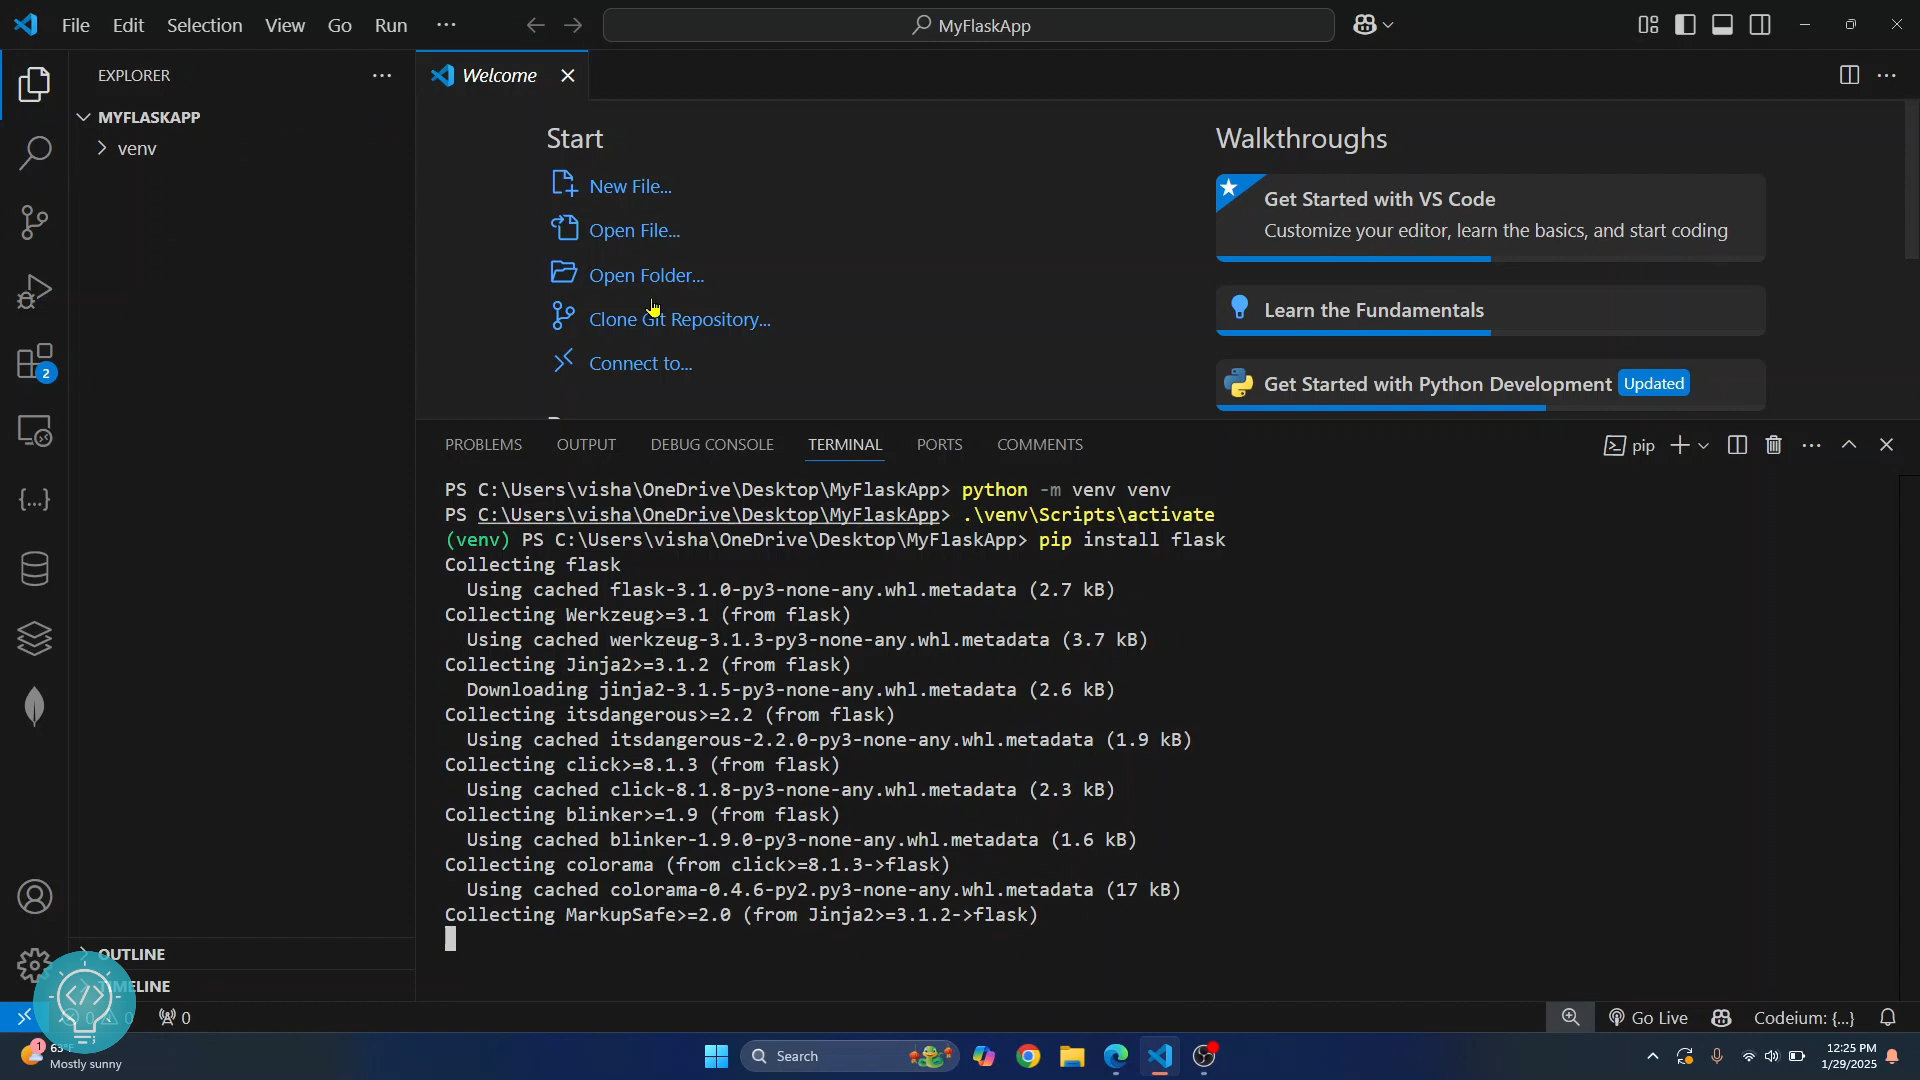 File Edit Selection View Go Run ···
MyFlaskApp
EXPLORER
MYFLASKAPP
venv
Welcome
Start
New File...
Open File...
Open Folder...
Clone Git Repository...
Connect to...
Walkthroughs
Get Started with VS Code
Customize your editor, learn the basics, and start coding
Learn the Fundamentals
Get Started with Python Development Updated
2
PROBLEMS OUTPUT DEBUG CONSOLE TERMINAL PORTS COMMENTS
pip
PS C:\Users\visha\OneDrive\Desktop\MyFlaskApp> python -m venv venv
PS C:\Users\visha\OneDrive\Desktop\MyFlaskApp> .\venv\Scripts\activate
(venv) PS C:\Users\visha\OneDrive\Desktop\MyFlaskApp> pip install flask
Collecting flask
Using cached flask-3.1.0-py3-none-any.whl.metadata (2.7 kB)
Collecting Werkzeug>=3.1 (from flask)
Using cached werkzeug-3.1.3-py3-none-any.whl.metadata (3.7 kB)
Collecting Jinja2>=3.1.2 (from flask)
Downloading jinja2-3.1.5-py3-none-any.whl.metadata (2.6 kB)
Collecting itsdangerous>=2.2 (from flask)
Using cached itsdangerous-2.2.0-py3-none-any.whl.metadata (1.9 kB)
Collecting click>=8.1.3 (from flask)
Using cached click-8.1.8-py3-none-any.whl.metadata (2.3 kB)
Collecting blinker>=1.9 (from flask)
Using cached blinker-1.9.0-py3-none-any.whl.metadata (1.6 kB)
Collecting colorama (from click>=8.1.3->flask)
Using cached colorama-0.4.6-py2.py3-none-any.whl.metadata (17 kB)
Collecting MarkupSafe>=2.0 (from Jinja2>=3.1.2->flask)
OUTLINE
TIMELINE
0 0 0
Go Live
Codeium: {...}
1
63°F
Mostly sunny
Search
12:25 PM
1/29/2025